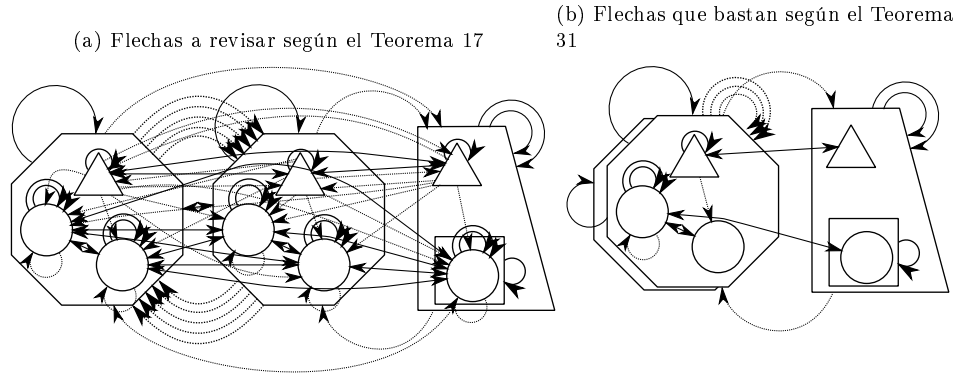 (a) Flechas a revisar según el Teorema 17
(b) Flechas que bastan según el Teorema
31